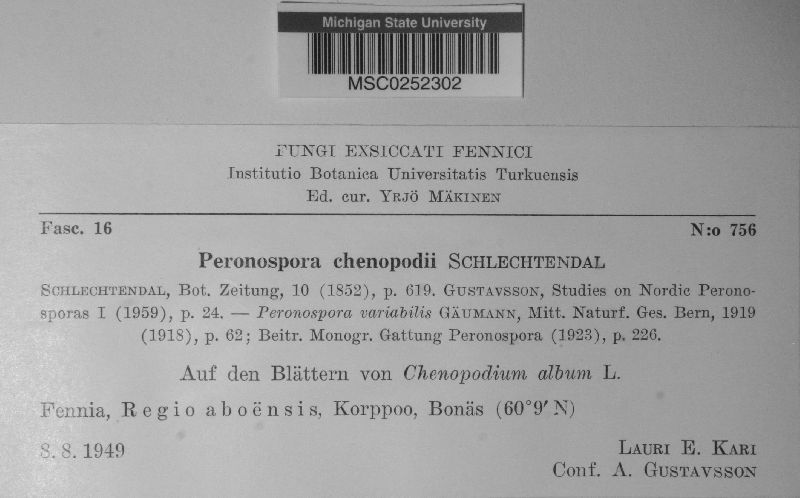 Michigan State University
MSC0252302
FUNGI EXSICCATI FENNICI
Institutio Botanica Universitatis Turkuensis
Ed. cur. YRJÖ MÄKINEN
Fasc. 16 N:o 756
Peronospora chenopodii SCHLECHTENDAL
SCHLECHTENDAL, Bot. Zeitung, 10 (1852), p. 619. GUSTAVSSON, Studies on Nordic Perono-
sporas I (1959), p. 24. — Peronospora variabilis GÄUMANN, Mitt. Naturf. Ges. Bern, 1919
(1918), p. 62; Beitr. Monogr. Gattung Peronospora (1923), p. 226.
Auf den Blättern von Chenopodium album L.
Fennia, Regio aboënsis, Korppoo, Bonäs (60°9′ N)
8. 8. 1949 LAURI E. KARI
Conf. A. GUSTAVSSON